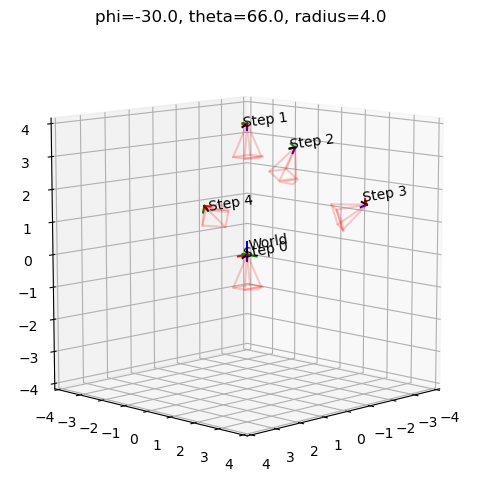 phi=-30.0, theta=66.0, radius=4.0
Step 1
Step 2
Step 3
Step 4
World
Step 0
4
3
2
1
0
−1
−2
−3
−4
−4 −3 −2 −1 0 1 2 3 4
4 3 2 1 0 −1 −2 −3 −4